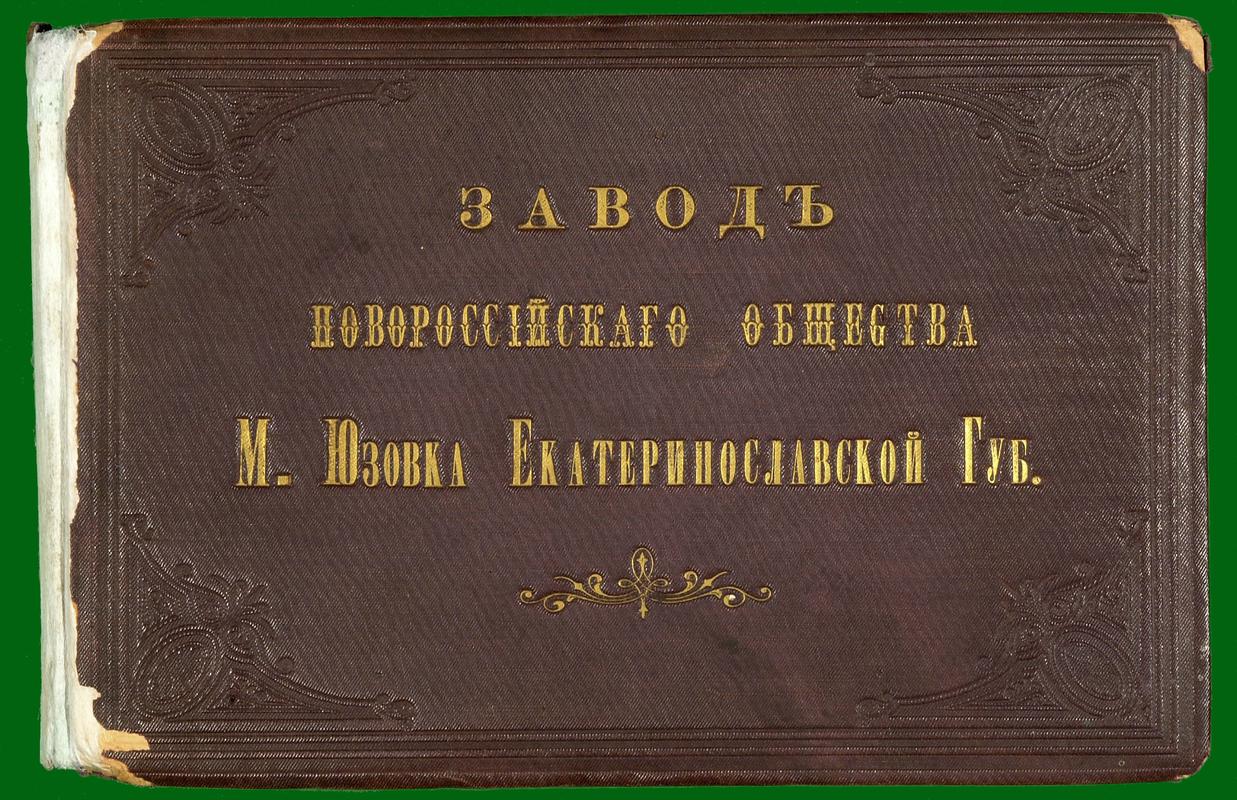 ЗАВОДЪ
НОВОРОССІЙСКАГО ОБЩЕСТВА
М. ЮЗОВКА ЕКАТЕРИНОСЛАВСКОЙ ГУБ.